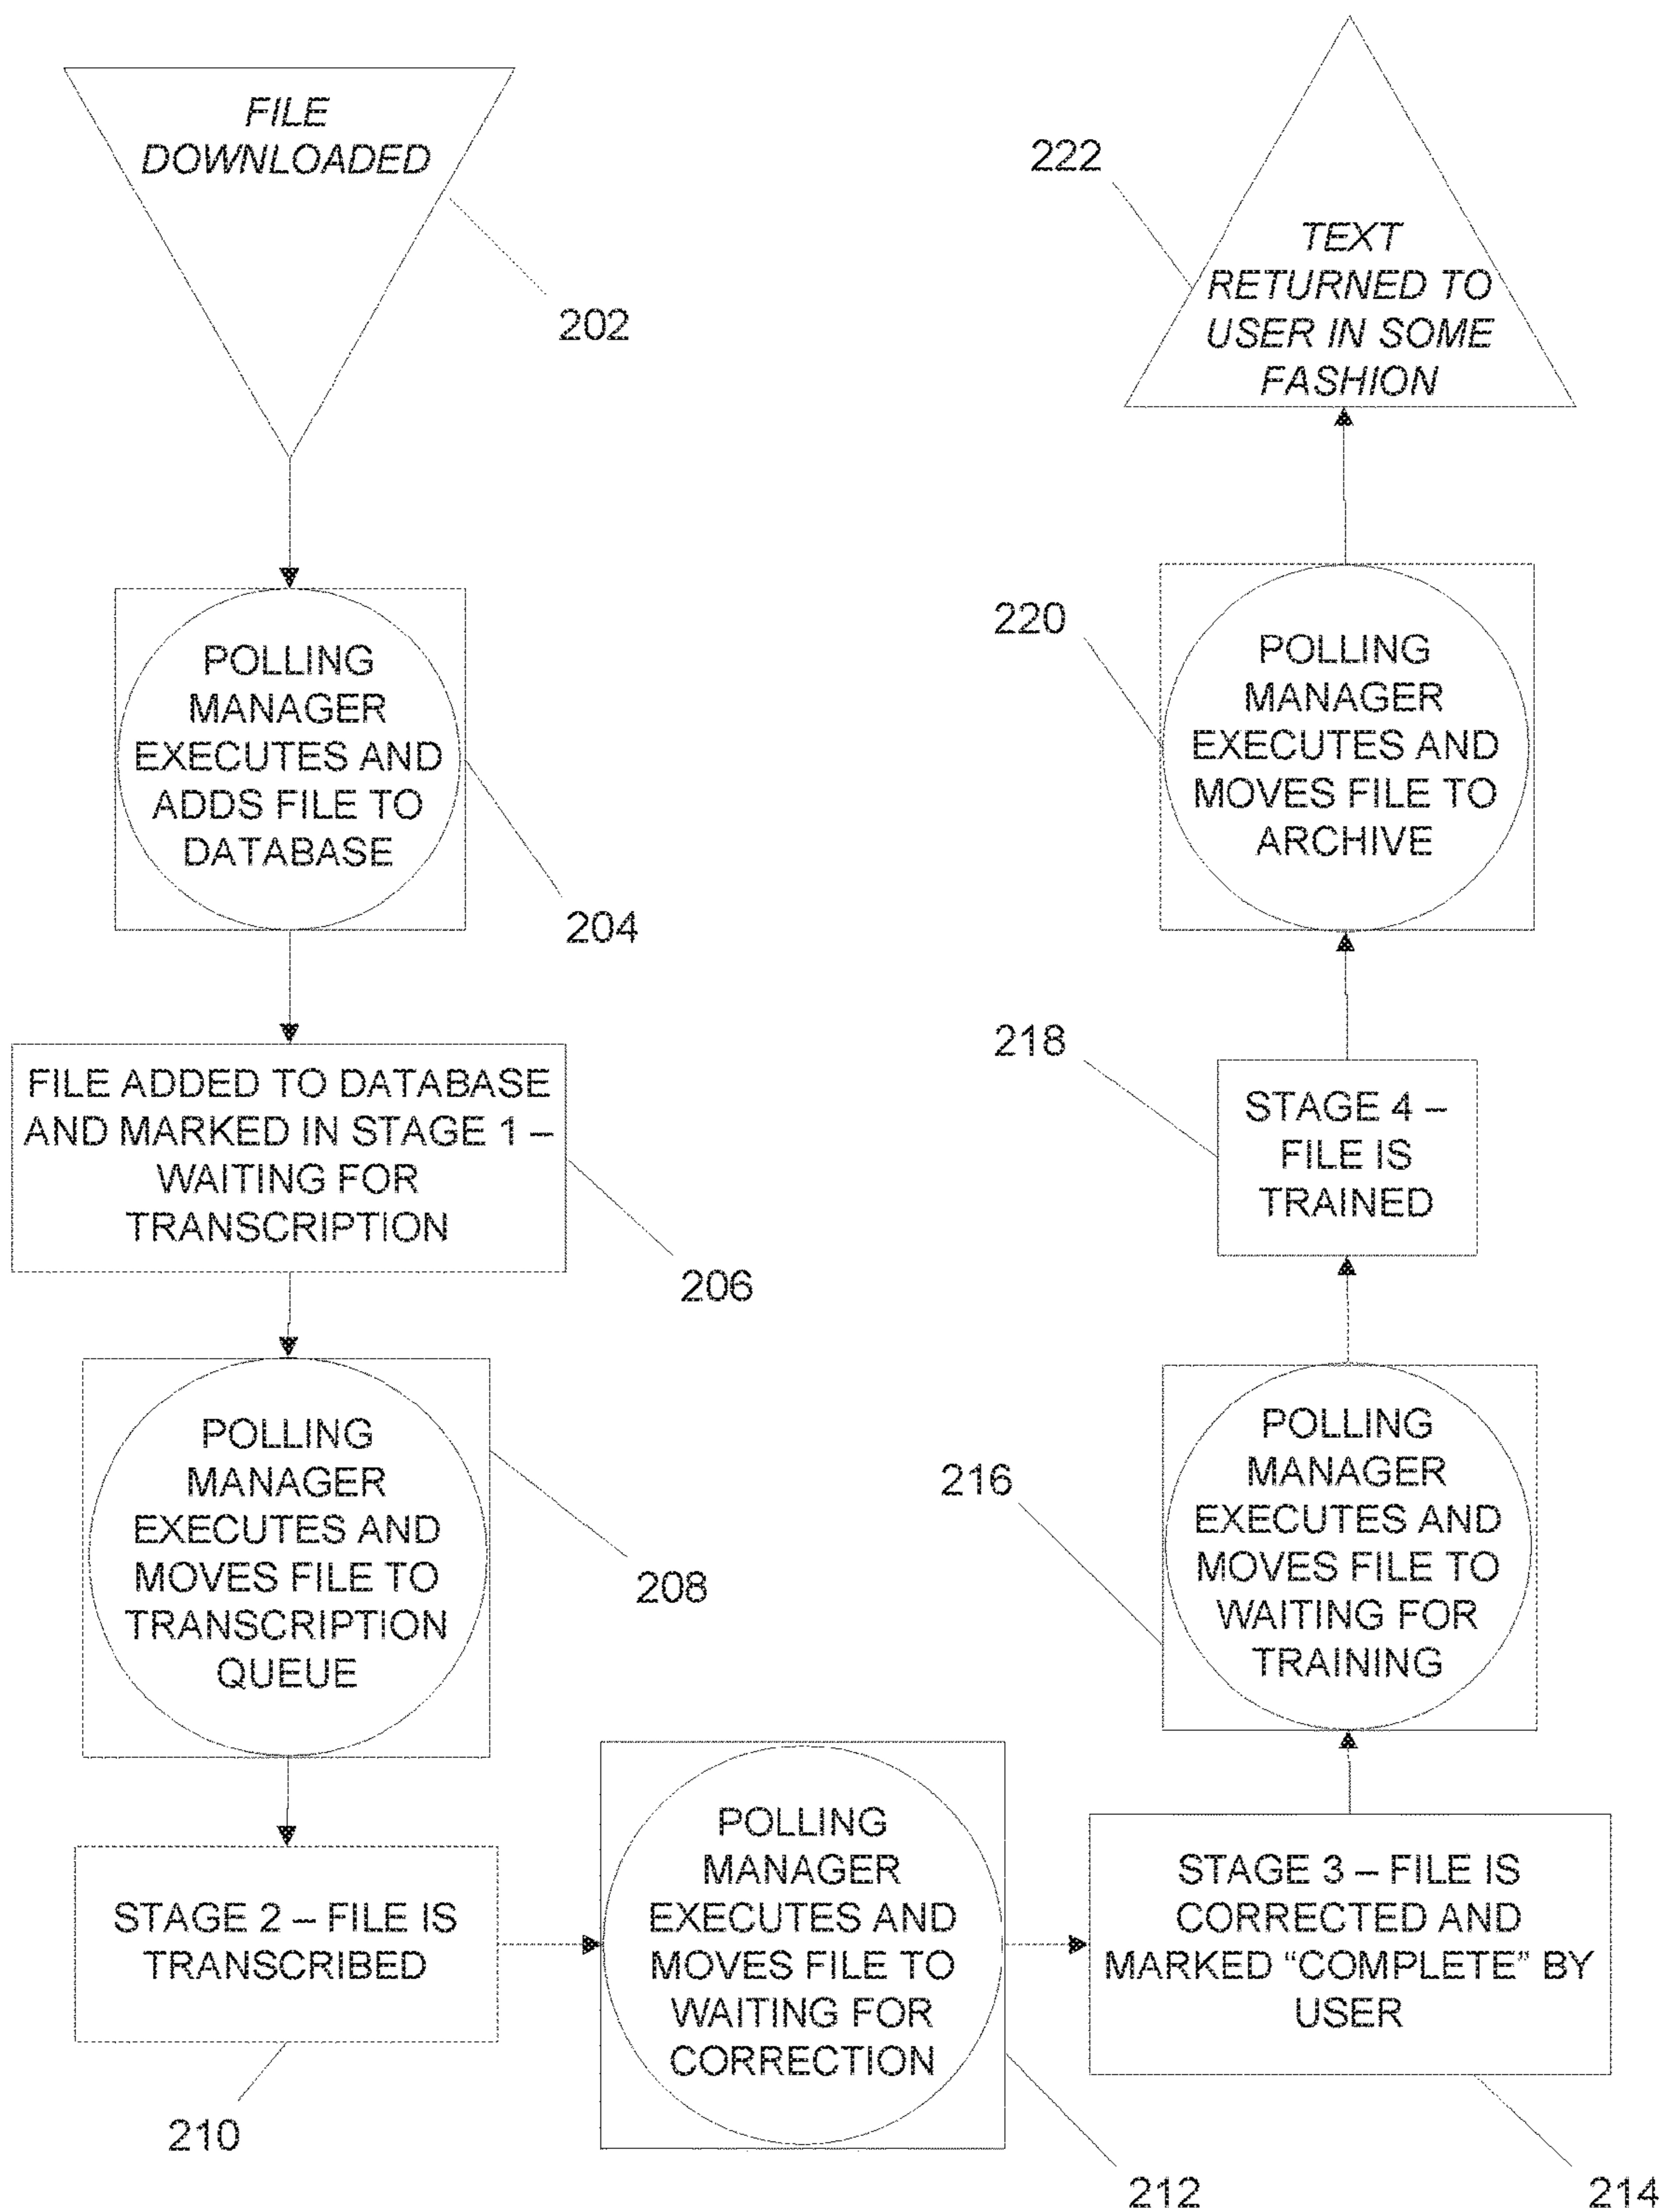 FILE
DOWNLOADED
202
POLLING
MANAGER
EXECUTES AND
ADDS FILE TO
DATABASE
204
FILE ADDED TO DATABASE
AND MARKED IN STAGE 1 –
WAITING FOR
TRANSCRIPTION
206
POLLING
MANAGER
EXECUTES AND
MOVES FILE TO
TRANSCRIPTION
QUEUE
208
STAGE 2 – FILE IS
TRANSCRIBED
210
POLLING
MANAGER
EXECUTES AND
MOVES FILE TO
WAITING FOR
CORRECTION
212
STAGE 3 – FILE IS
CORRECTED AND
MARKED “COMPLETE” BY
USER
214
POLLING
MANAGER
EXECUTES AND
MOVES FILE TO
WAITING FOR
TRAINING
216
STAGE 4 –
FILE IS
TRAINED
218
POLLING
MANAGER
EXECUTES AND
MOVES FILE TO
ARCHIVE
220
TEXT
RETURNED TO
USER IN SOME
FASHION
222